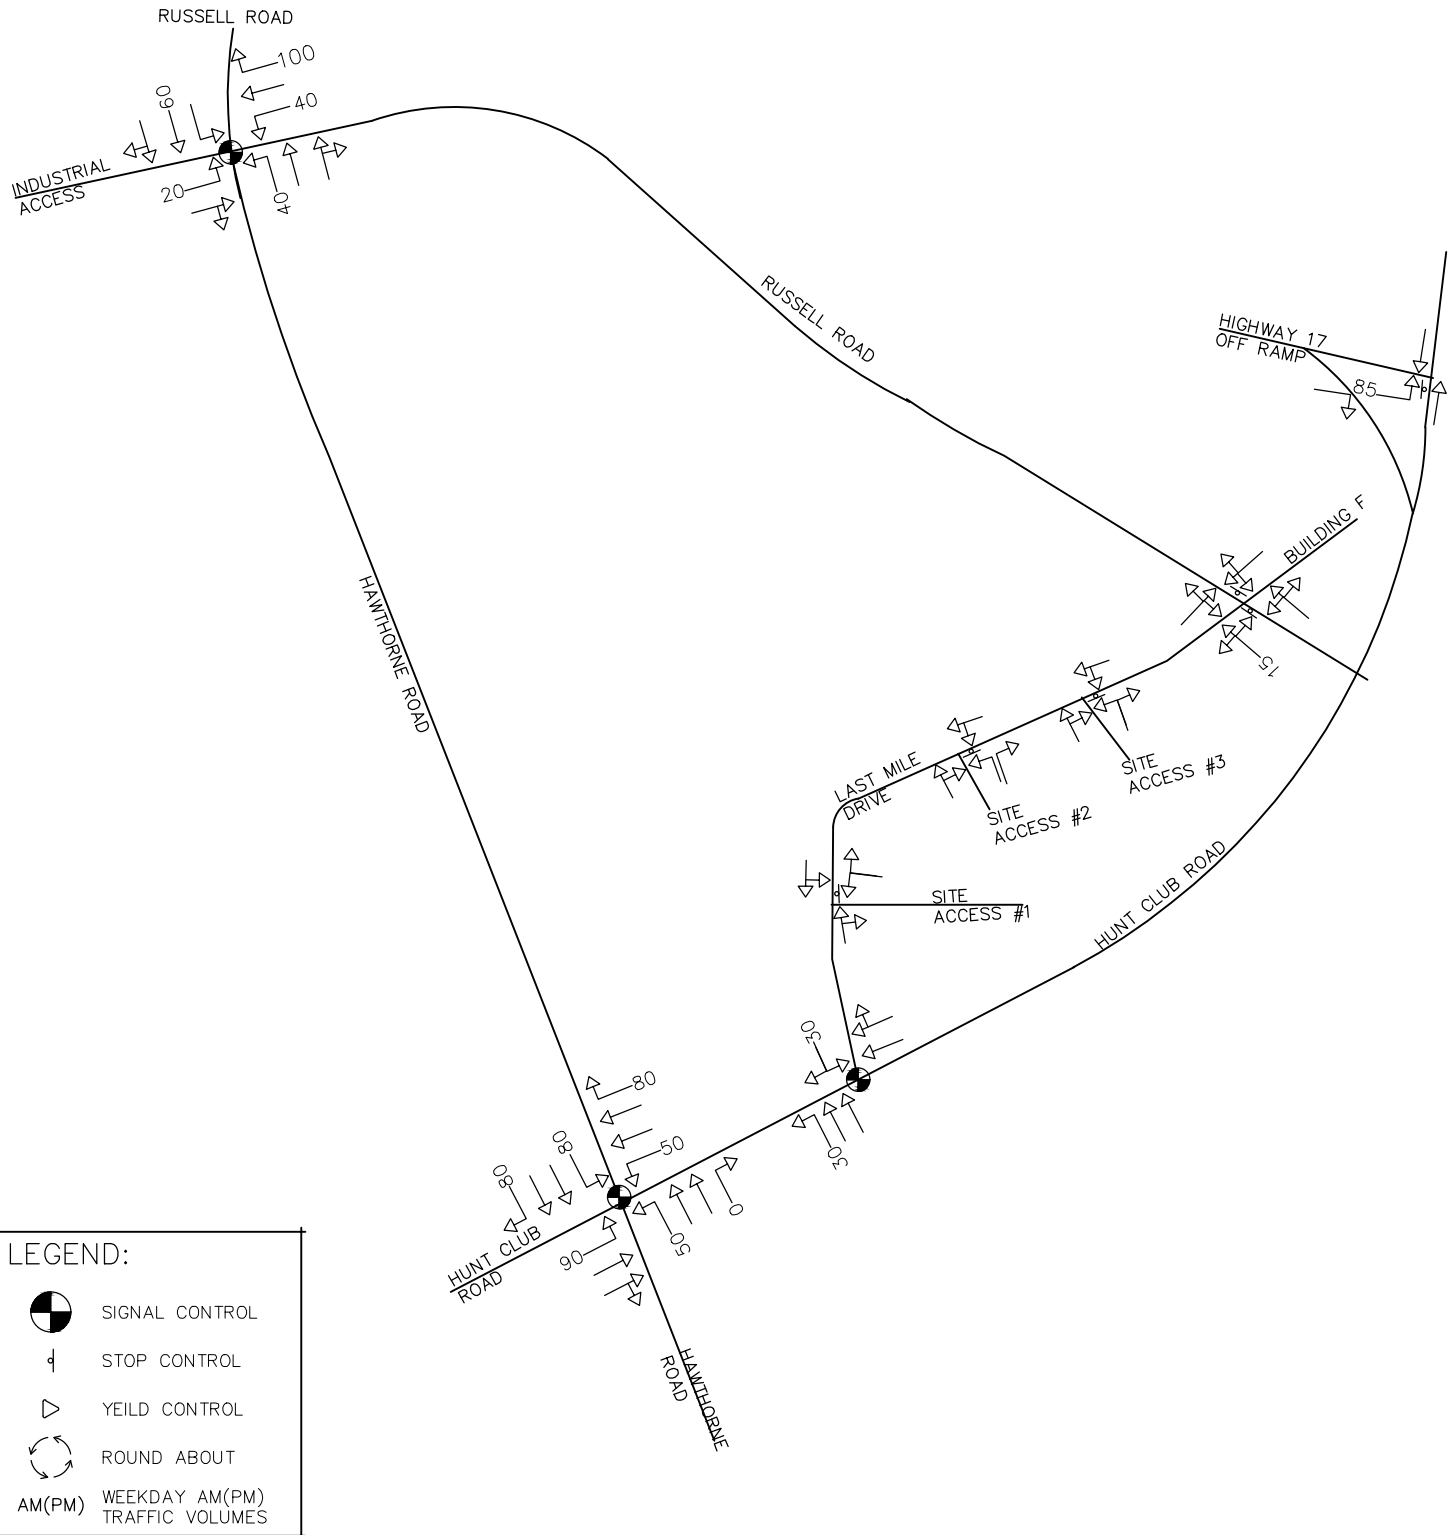 RUSSELL ROAD
100
60
40
INDUSTRIAL
ACCESS
20
40
RUSSELL ROAD
HIGHWAY 17
OFF RAMP
85
BUILDING F
HAWTHORNE ROAD
15
LAST MILE
DRIVE
SITE
ACCESS #3
SITE
ACCESS #2
SITE
ACCESS #1
HUNT CLUB ROAD
30
80
50
80
80
30
0
50
90
HUNT CLUB
ROAD
HAWTHORNE
ROAD
LEGEND:
SIGNAL CONTROL
STOP CONTROL
YEILD CONTROL
ROUND ABOUT
AM(PM)
WEEKDAY AM(PM)
TRAFFIC VOLUMES